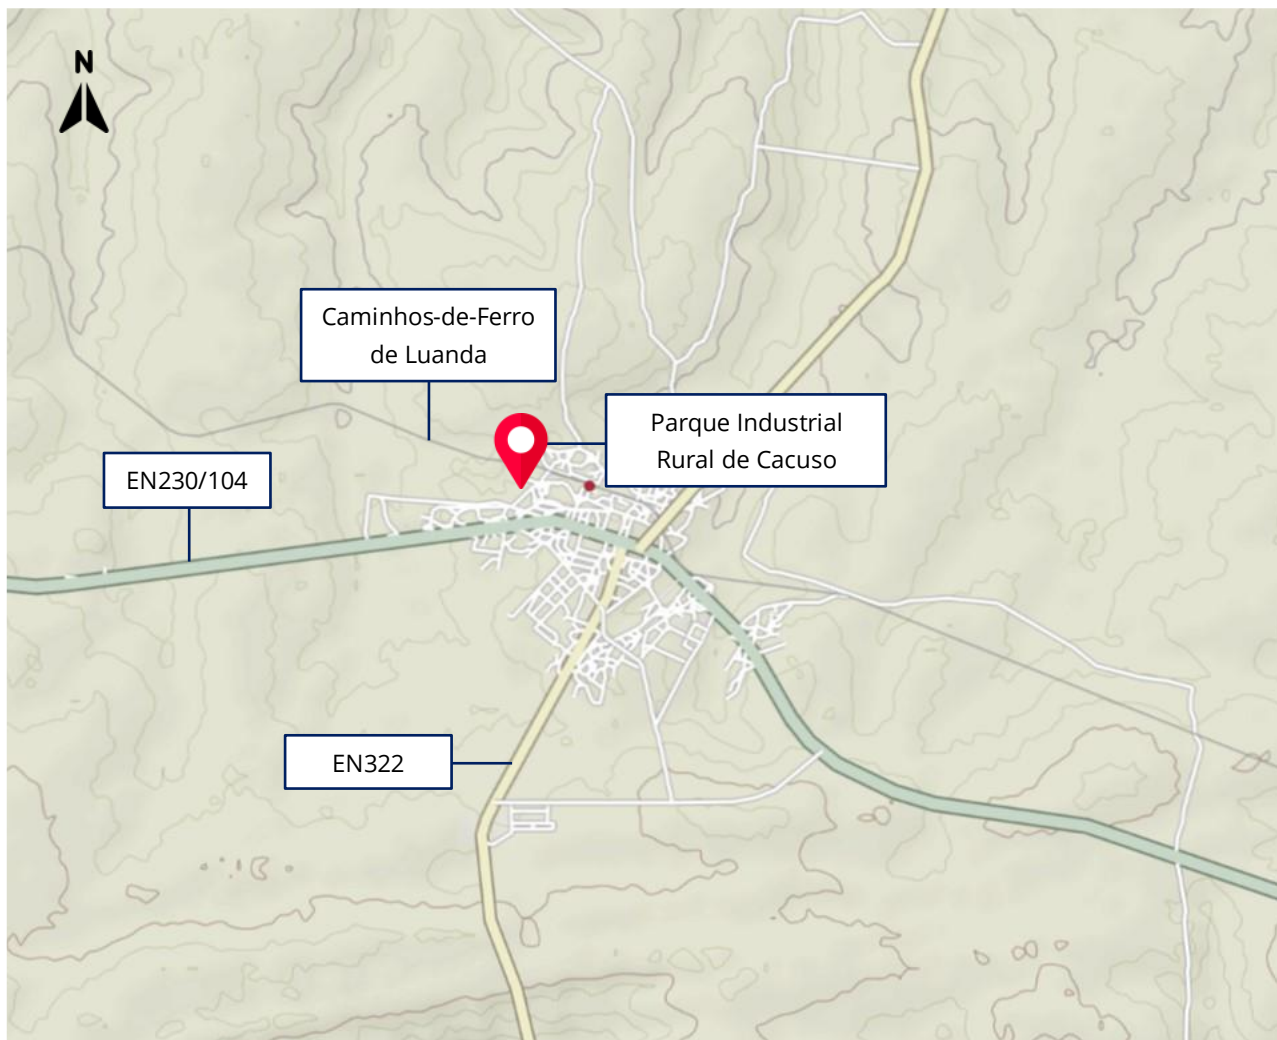 N
Caminhos-de-Ferro
de Luanda
Parque Industrial
Rural de Cacuso
EN230/104
EN322